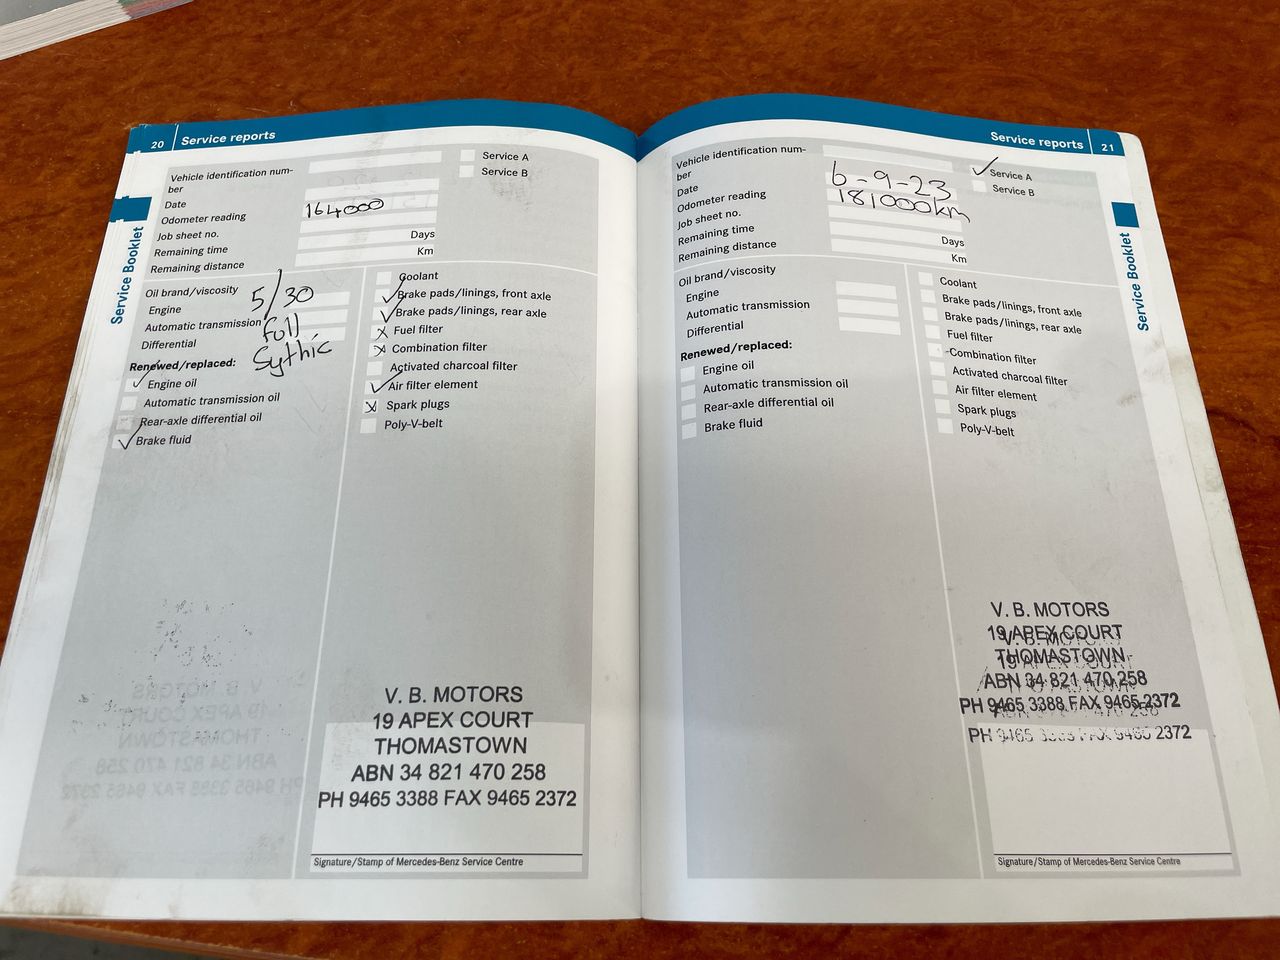 20 Service reports
Vehicle identification num-
ber
Date
Odometer reading 164000
Job sheet no.
Remaining time Days
Remaining distance Km
Service A
Service B
Service Booklet
Oil brand/viscosity
Engine 5/30
Automatic transmission Full
Differential Sythic
Renewed/replaced:
Engine oil
Automatic transmission oil
Rear-axle differential oil
Brake fluid
Coolant
Brake pads/linings, front axle
Brake pads/linings, rear axle
Fuel filter
Combination filter
Activated charcoal filter
Air filter element
Spark plugs
Poly-V-belt
V. B. MOTORS
19 APEX COURT
THOMASTOWN
ABN 34 821 470 258
PH 9465 3388 FAX 9465 2372
Signature/Stamp of Mercedes-Benz Service Centre
Service reports 21
Vehicle identification num-
ber
Date 6-9-23
Odometer reading 181000km
Job sheet no.
Remaining time Days
Remaining distance Km
Service A
Service B
Service Booklet
Oil brand/viscosity
Engine
Automatic transmission
Differential
Renewed/replaced:
Engine oil
Automatic transmission oil
Rear-axle differential oil
Brake fluid
Coolant
Brake pads/linings, front axle
Brake pads/linings, rear axle
Fuel filter
Combination filter
Activated charcoal filter
Air filter element
Spark plugs
Poly-V-belt
V. B. MOTORS
19 APEX COURT
THOMASTOWN
ABN 34 821 470 258
PH 9465 3388 FAX 9465 2372
Signature/Stamp of Mercedes-Benz Service Centre